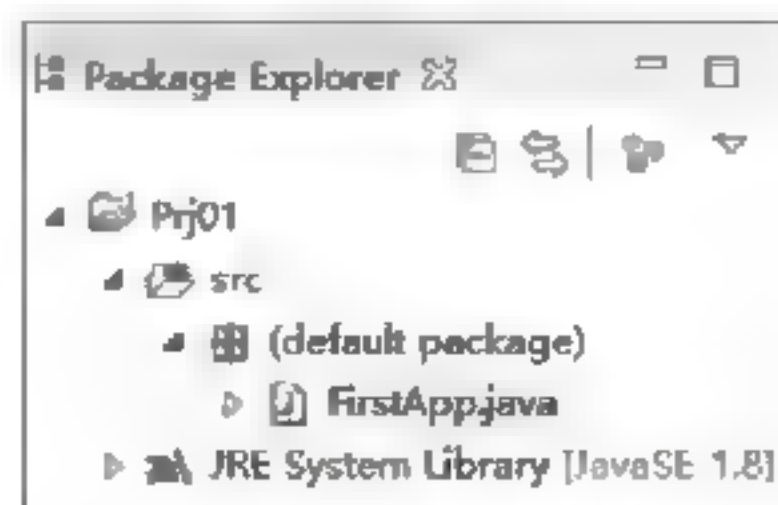 Package Explorer
Prj01
src
(default package)
FirstApp.java
JRE System Library [JavaSE 1.8]